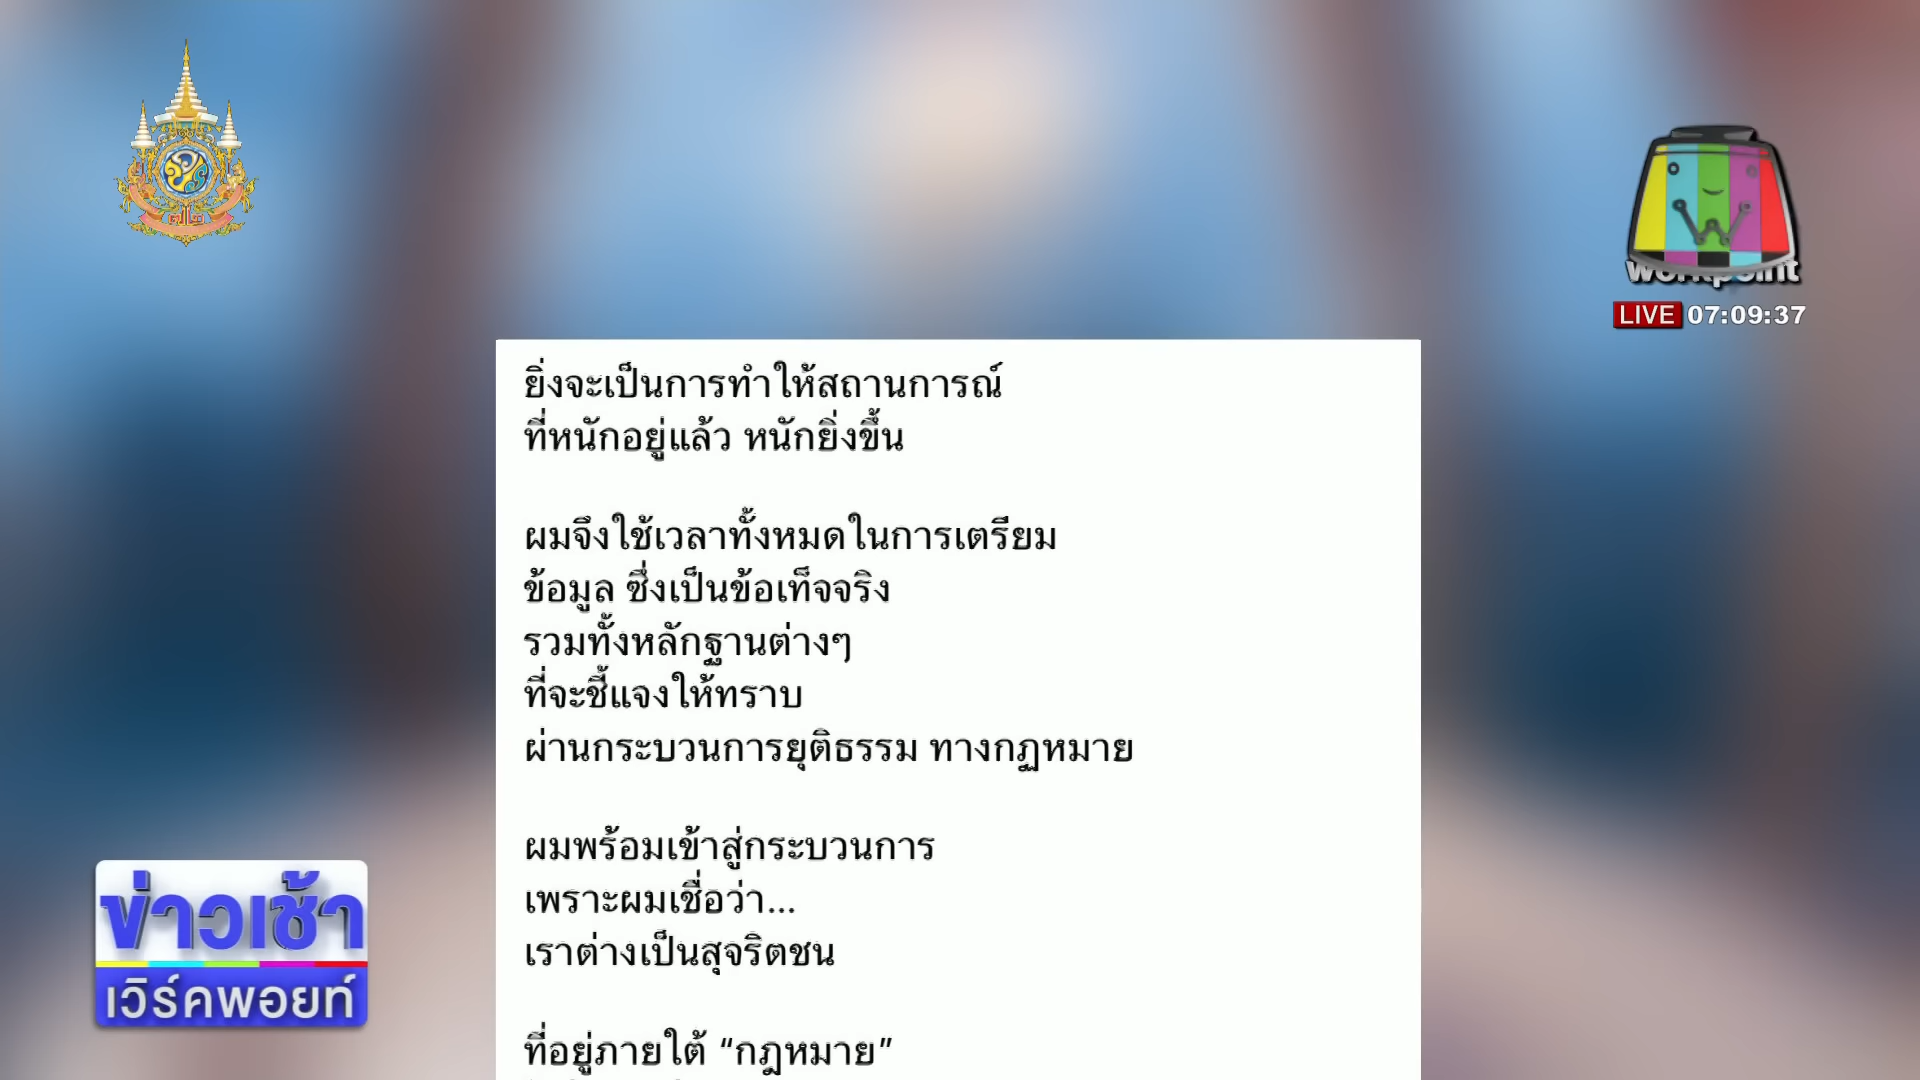 ๗๒
workpoint
LIVE 07:09:37
ยิ่งจะเป็นการทำให้สถานการณ์
ที่หนักอยู่แล้ว หนักยิ่งขึ้น
ผมจึงใช้เวลาทั้งหมดในการเตรียม
ข้อมูล ซึ่งเป็นข้อเท็จจริง
รวมทั้งหลักฐานต่างๆ
ที่จะชี้แจงให้ทราบ
ผ่านกระบวนการยุติธรรม ทางกฏหมาย
ผมพร้อมเข้าสู่กระบวนการ
เพราะผมเชื่อว่า...
เราต่างเป็นสุจริตชน
ที่อยู่ภายใต้ “กฎหมาย”
ข่าวเช้า
เวิร์คพอยท์